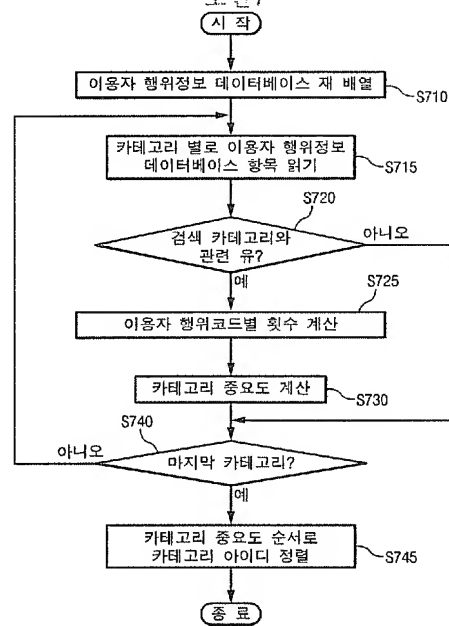 시 작
이용자 행위정보 데이터베이스 재 배열
S710
카테고리 별로 이용자 행위정보
데이터베이스 항목 읽기
S715
S720
검색 카테고리와
관련 유?
아니오
예
S725
이용자 행위코드별 횟수 계산
카테고리 중요도 계산
S730
S740
아니오
마지막 카테고리?
예
카테고리 중요도 순서로
카테고리 아이디 정렬
S745
종 료